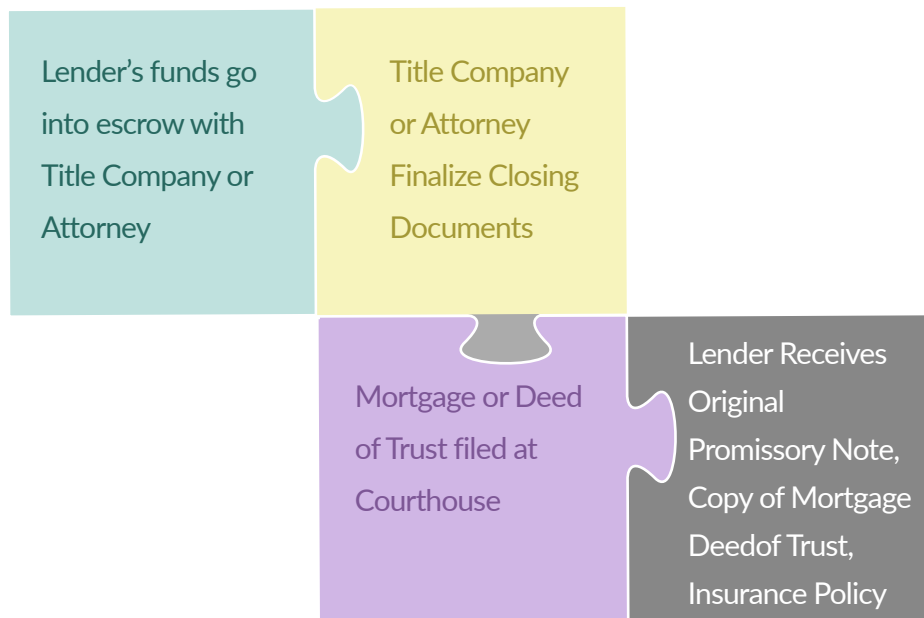 Lender’s funds go
into escrow with
Title Company or
Attorney
Title Company
or Attorney
Finalize Closing
Documents
Mortgage or Deed
of Trust filed at
Courthouse
Lender Receives
Original
Promissory Note,
Copy of Mortgage
Deedof Trust,
Insurance Policy